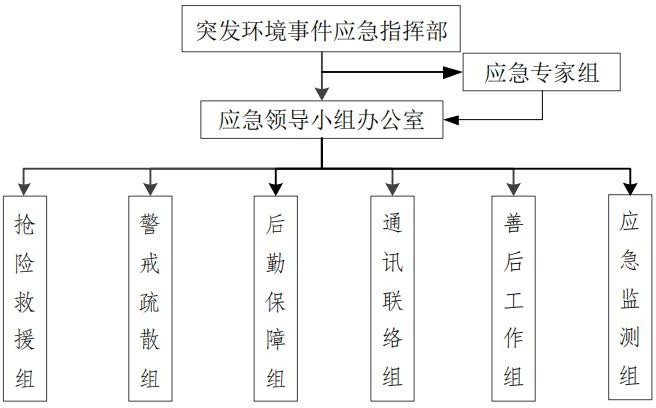 突发环境事件应急指挥部
应急专家组
应急领导小组办公室
抢险救援组
警戒疏散组
后勤保障组
通讯联络组
善后工作组
应急监测组